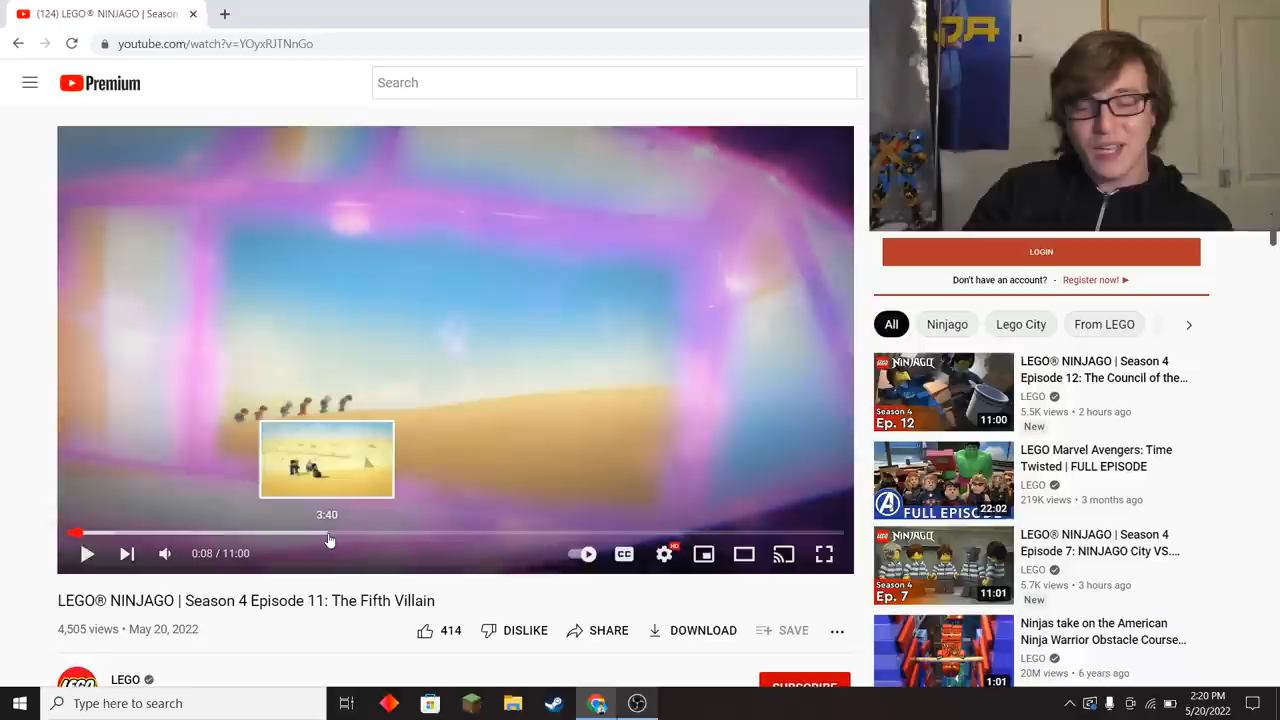 (124) LEGO® NINJAGO | Season
youtube.com/watch?v=YOyxRJTNnGo
Premium
Search
LOGIN
Don't have an account? - Register now! ►
All
Ninjago
Lego City
From LEGO
LEGO® NINJAGO | Season 4
Episode 12: The Council of the...
LEGO
5.5K views • 2 hours ago
New
NINJAGO
Season 4
Ep. 12
11:00
LEGO Marvel Avengers: Time
Twisted | FULL EPISODE
LEGO
219K views • 3 months ago
FULL EPISOD
22:02
LEGO® NINJAGO | Season 4
Episode 7: NINJAGO City VS....
LEGO
5.7K views • 3 hours ago
New
NINJAGO
Season 4
Ep. 7
11:01
Ninjas take on the American
Ninja Warrior Obstacle Course...
LEGO
20M views • 6 years ago
1:01
3:40
0:08 / 11:00
CC
HD
LEGO® NINJAGO | Season 4 Episode 11: The Fifth Villain
4,505 views • May 20, 2022
414
DISLIKE
SHARE
DOWNLOAD
SAVE
LEGO
LEGO
SUBSCRIBE
Type here to search
2:20 PM
5/20/2022